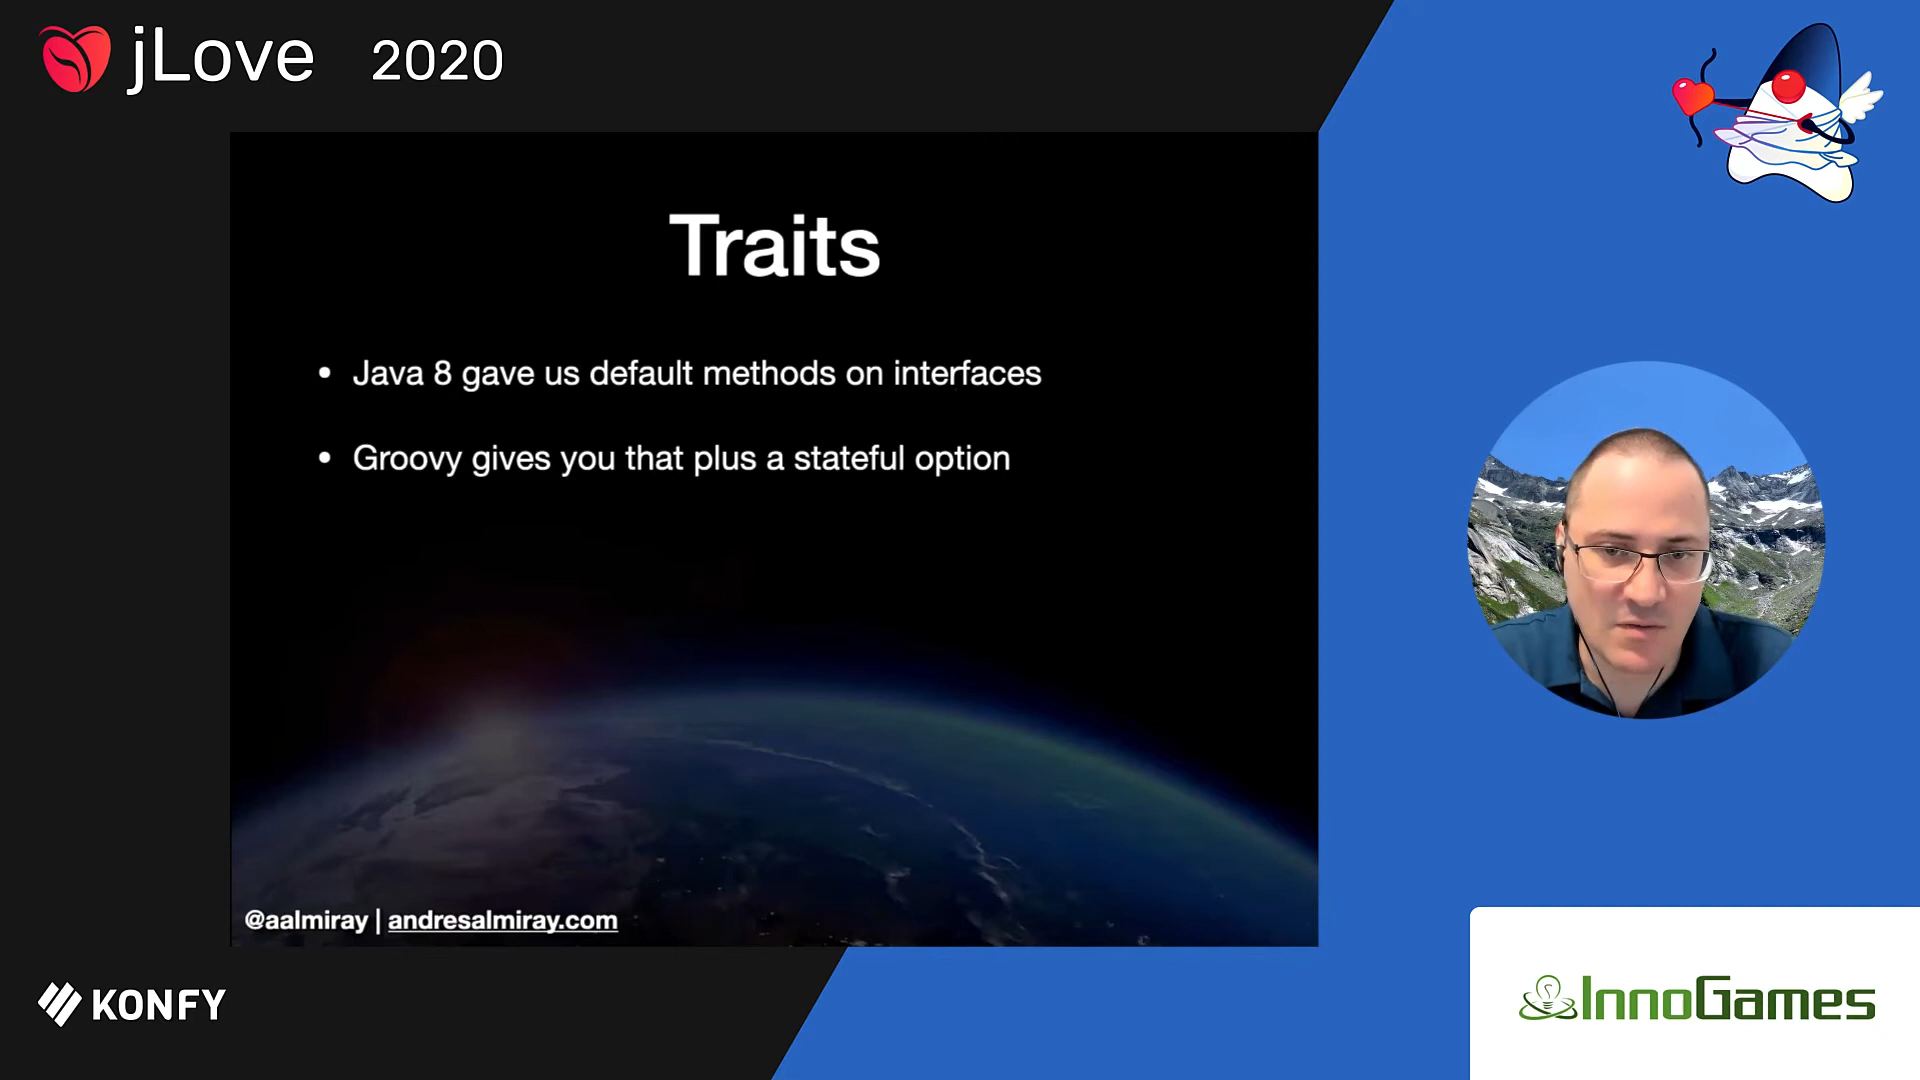 jLove 2020
Traits
• Java 8 gave us default methods on interfaces
• Groovy gives you that plus a stateful option
@aalmiray | andresalmiray.com
KONFY
InnoGames